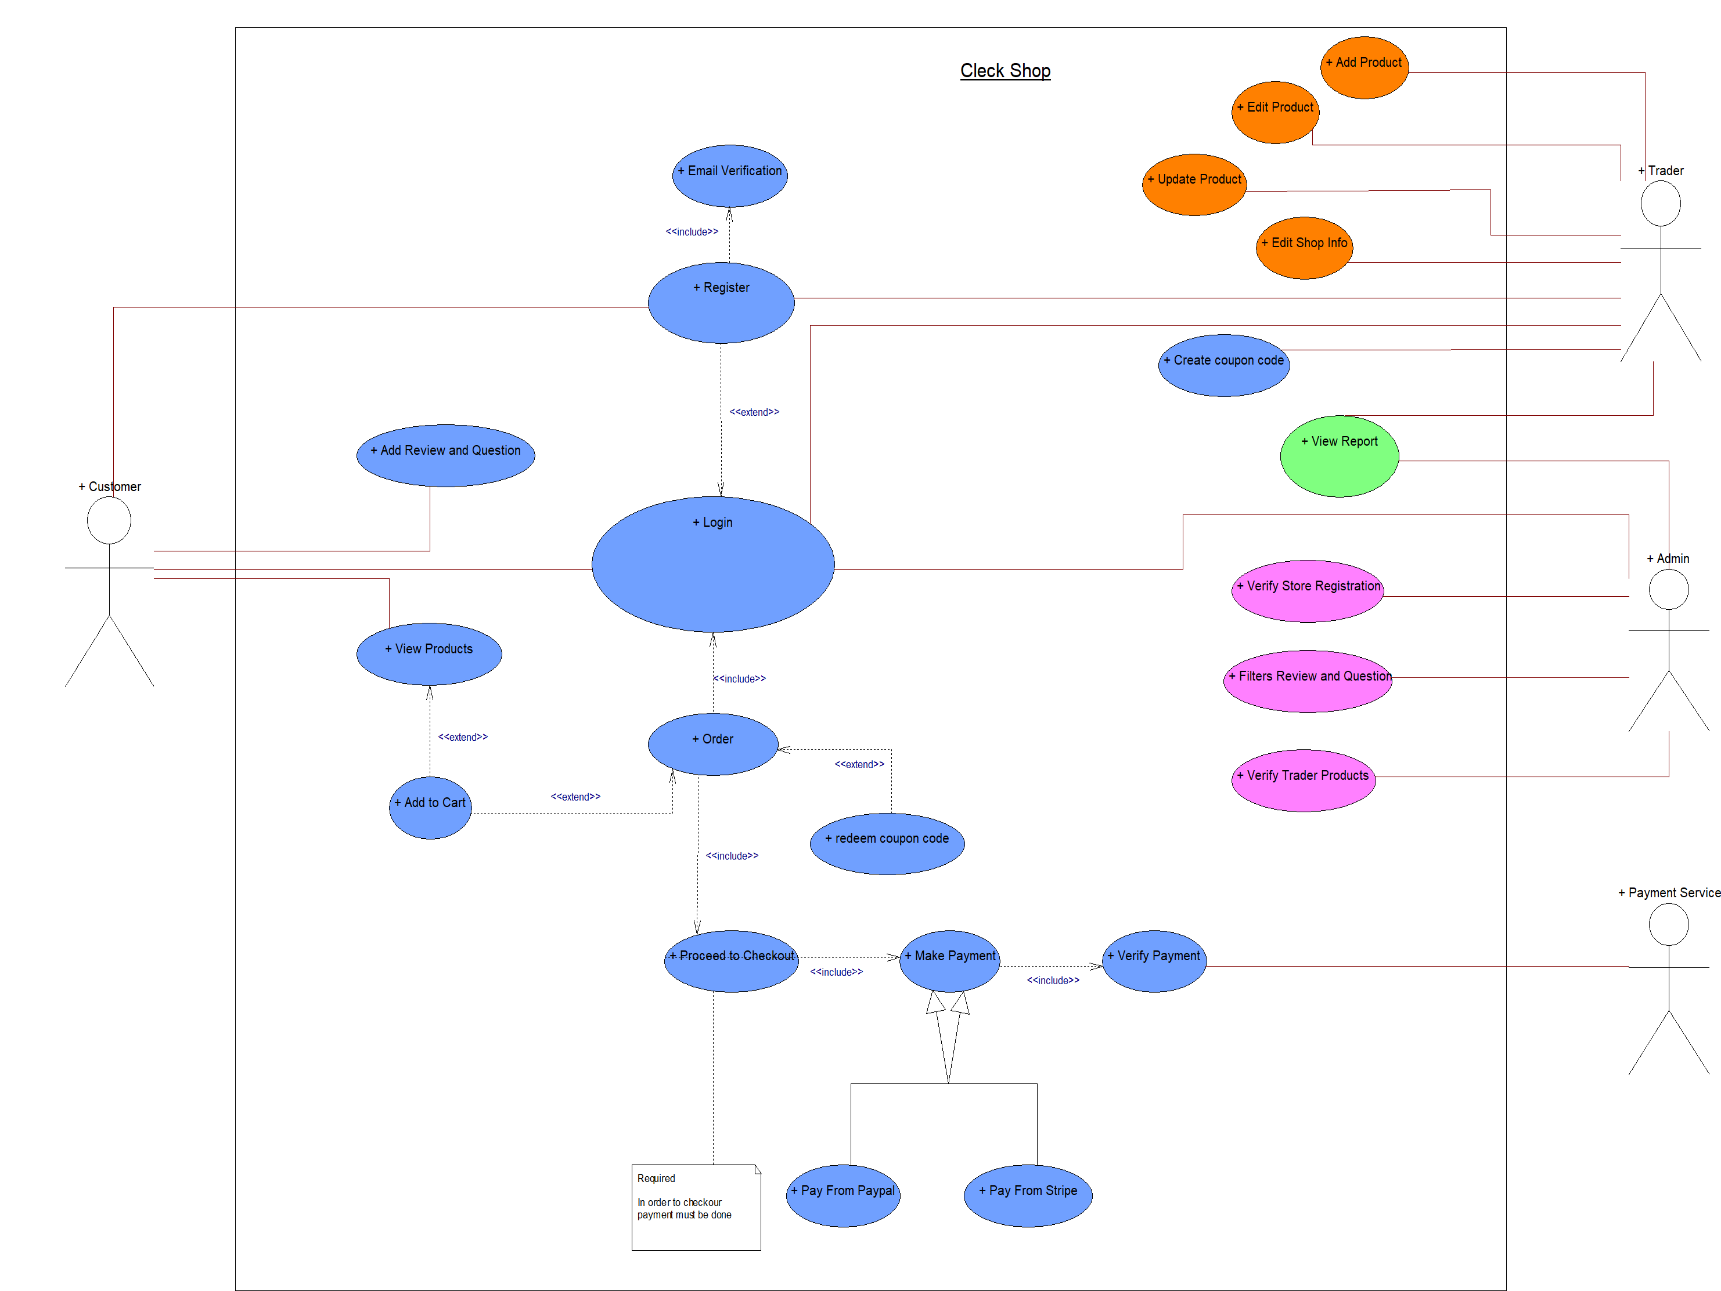 Cleck Shop
+ Add Product
+ Edit Product
+ Email Verification
+ Trader
+ Update Product
<<include>>
+ Edit Shop Info
+ Register
+ Create coupon code
<<extend>>
+ View Report
+ Add Review and Question
+ Customer
+ Login
+ Admin
+ Verify Store Registration
+ View Products
+ Filters Review and Question
<<include>>
<<extend>>
+ Order
<<extend>>
+ Verify Trader Products
<<extend>>
+ Add to Cart
+ redeem coupon code
<<include>>
+ Payment Service
+ Proceed to Checkout
+ Make Payment
+ Verify Payment
<<include>>
<<include>>
Required
In order to checkour
payment must be done
+ Pay From Paypal
+ Pay From Stripe